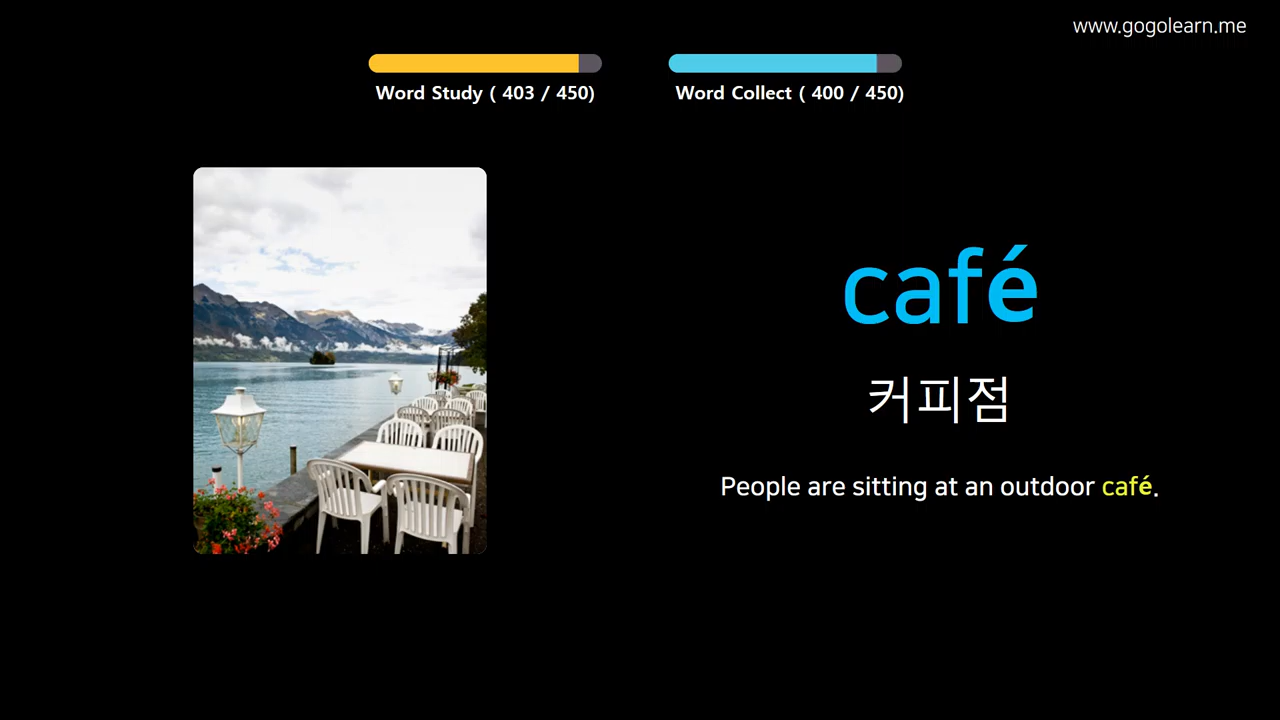 www.gogolearn.me
Word Study ( 403 / 450)
Word Collect ( 400 / 450)
café
커피점
People are sitting at an outdoor café.